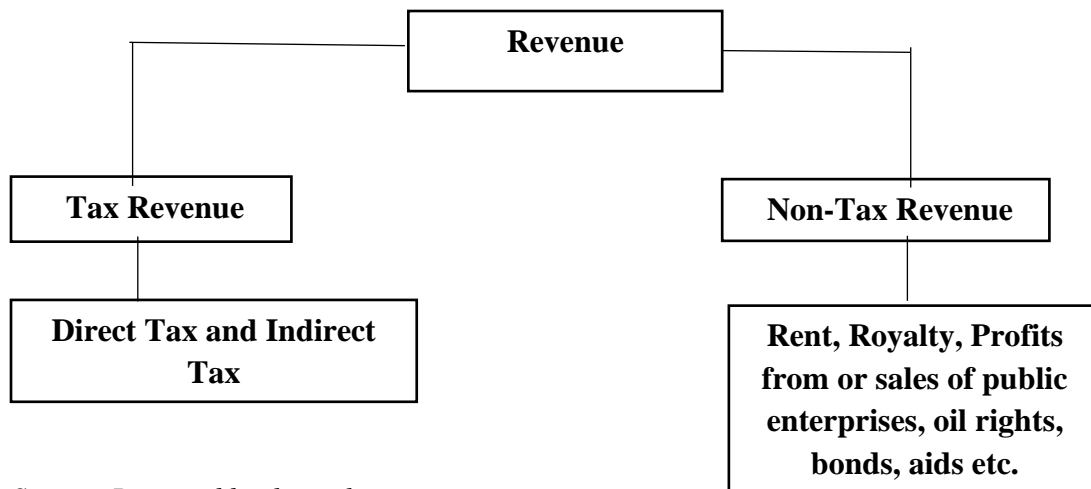 Revenue
Tax Revenue
Non-Tax Revenue
Direct Tax and Indirect
Tax
Rent, Royalty, Profits
from or sales of public
enterprises, oil rights,
bonds, aids etc.